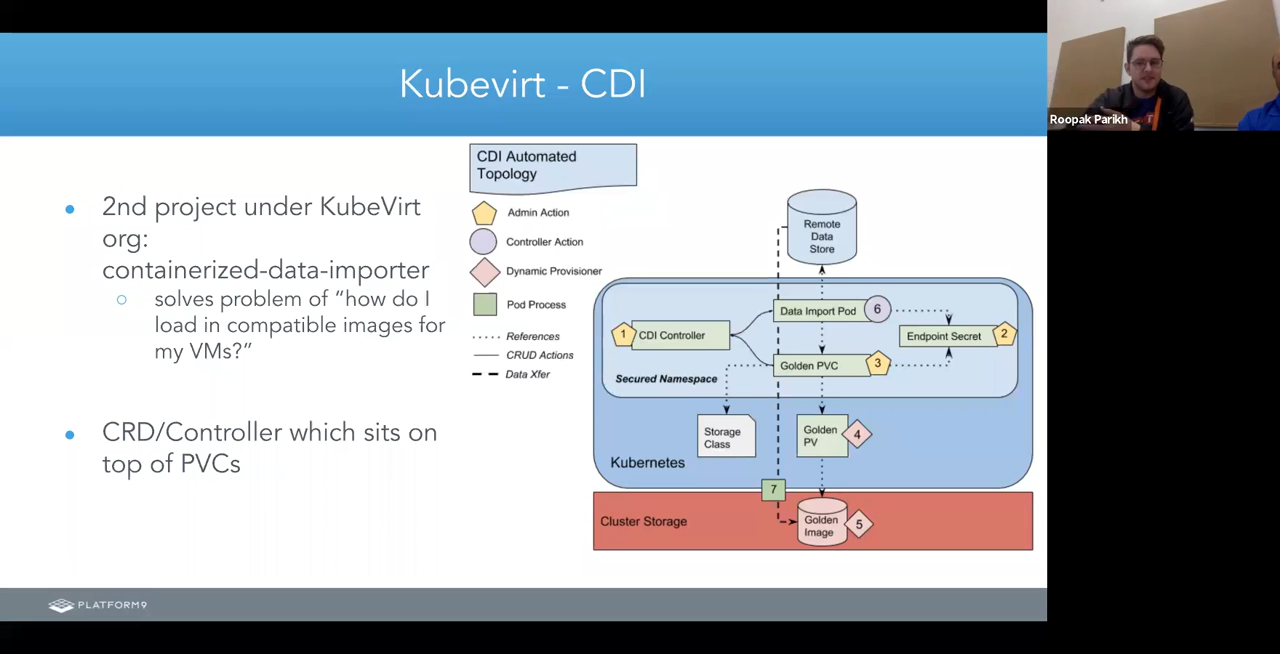 Kubevirt - CDI
Roopak Parikh
2nd project under KubeVirt
org:
containerized-data-importer
solves problem of “how do I
load in compatible images for
my VMs?”
CRD/Controller which sits on
top of PVCs
CDI Automated
Topology
Admin Action
Controller Action
Dynamic Provisioner
Pod Process
References
CRUD Actions
Data Xfer
Remote
Data
Store
Data Import Pod
6
1
CDI Controller
Endpoint Secret
2
Golden PVC
3
Secured Namespace
Storage
Class
Golden
PV
4
Kubernetes
7
Cluster Storage
Golden
Image
5
PLATFORM9